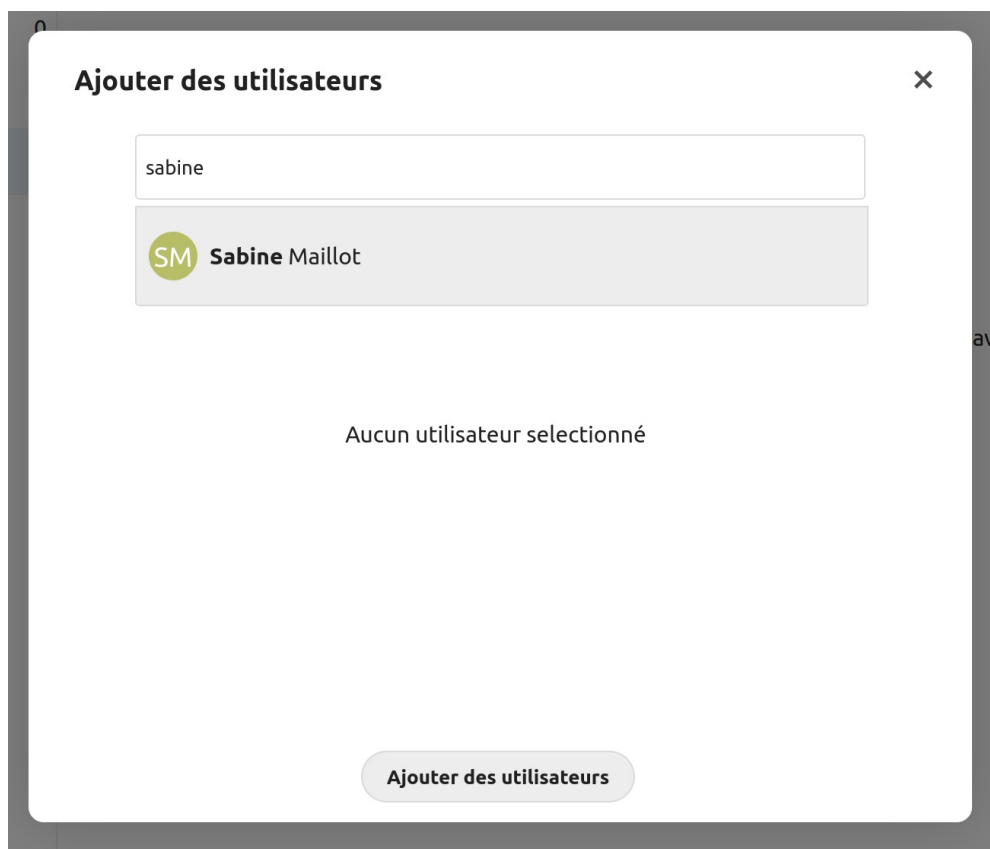 Ajouter des utilisateurs
sabine
SM Sabine Maillot
Aucun utilisateur selectionné
Ajouter des utilisateurs